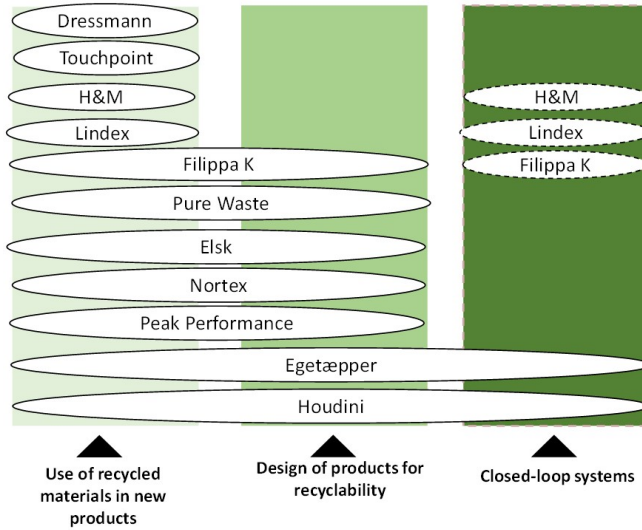 Dressmann
Touchpoint
H&M
H&M
Lindex
Lindex
Filippa K
Filippa K
Pure Waste
Elsk
Nortex
Peak Performance
Egetæpper
Houdini
Use of recycled
materials in new
products
Design of products for
recyclability
Closed-loop systems